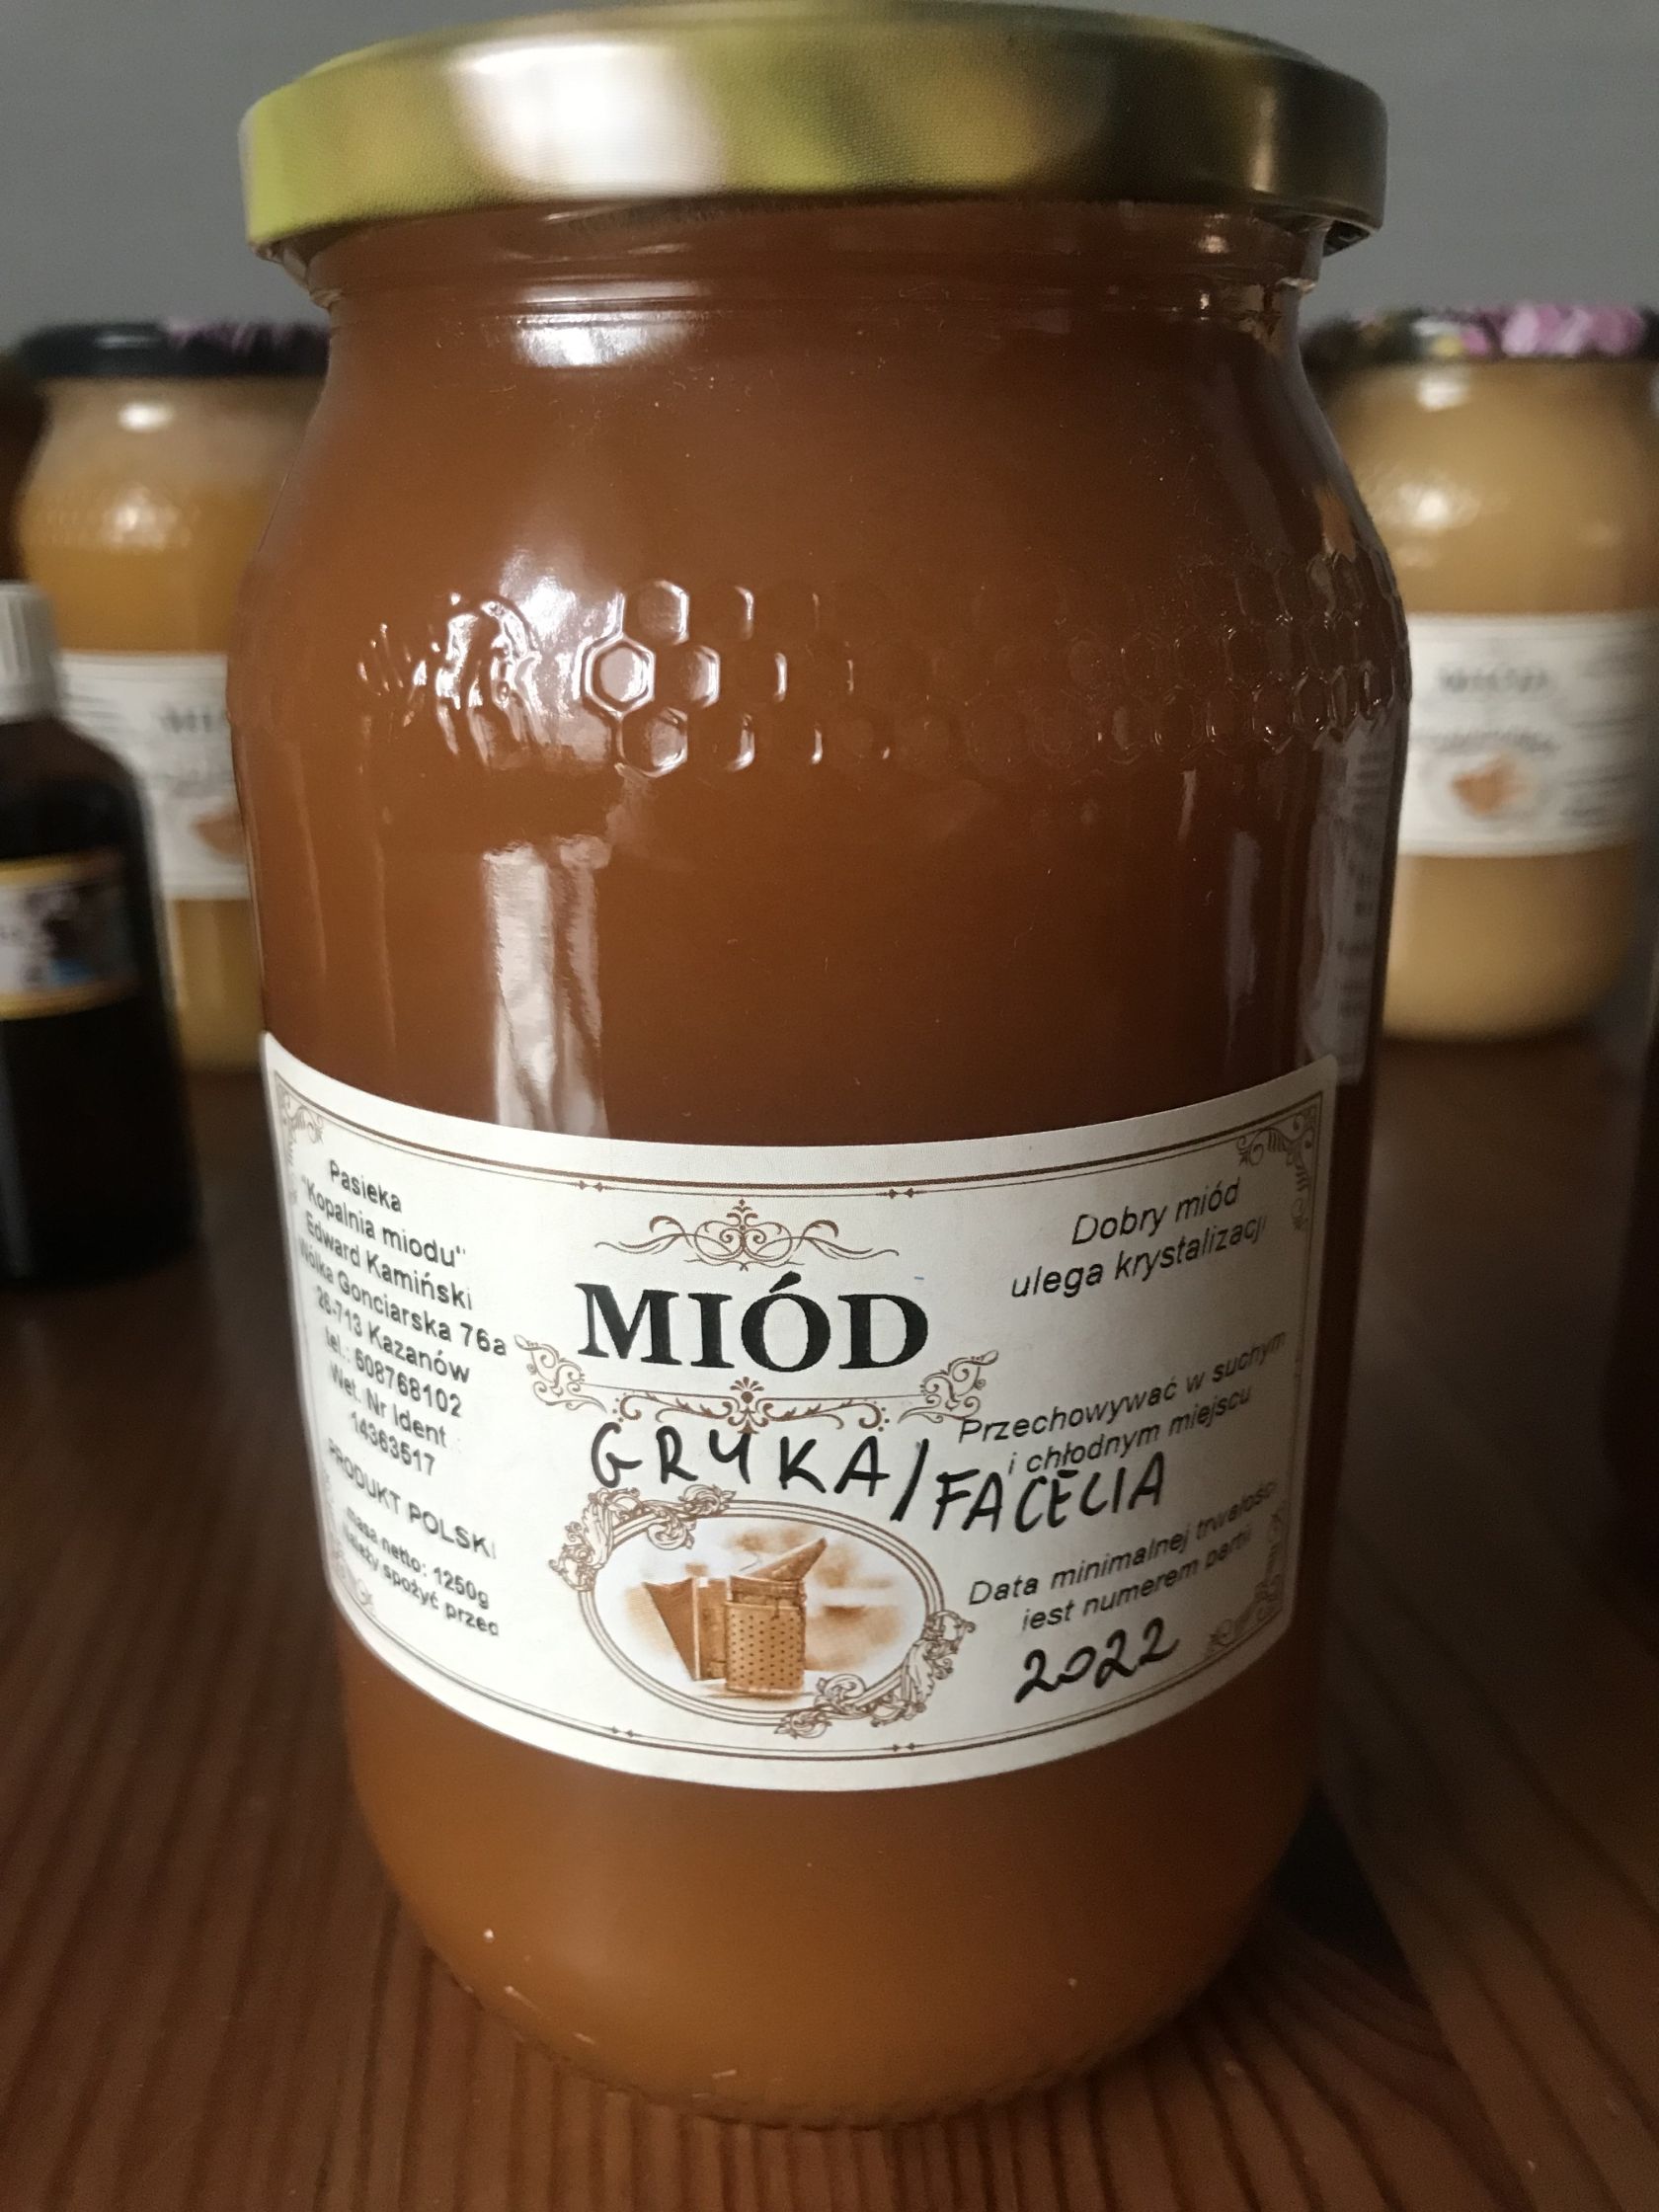 Pasieka
"Kopalnia miodu"
Edward Kamiński
Wólka Gonciarska 76a
26-713 Kazanów
tel.: 608768102
Wet. Nr Ident
14363517
PRODUKT POLSKI
masa netto: 1250g
Należy spożyć przed
MIÓD
GRYKA/FACELIA
Dobry miód
ulega krystalizacji
Przechowywać w suchym
i chłodnym miejscu
Data minimalnej trwałości
jest numerem partii
2022
MIÓD